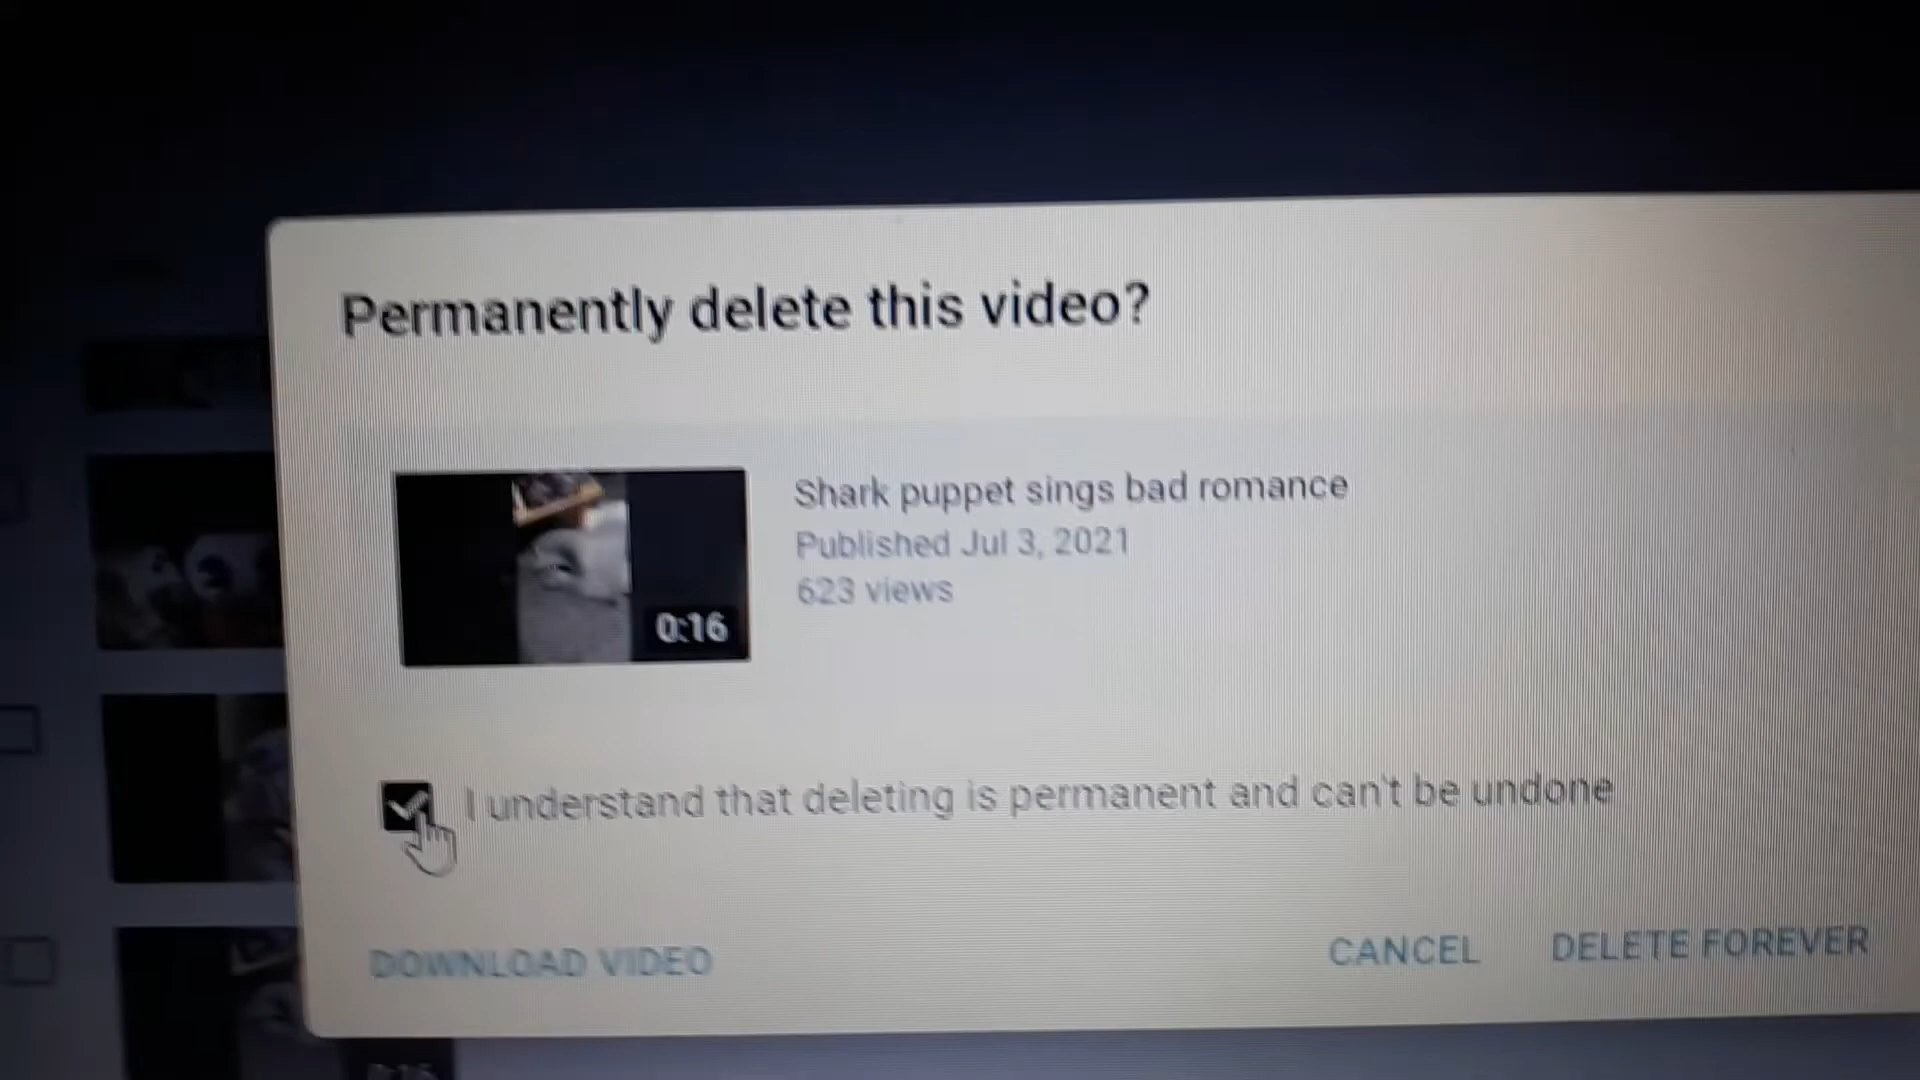 Permanently delete this video?
Shark puppet sings bad romance
Published Jul 3, 2021
623 views
0:16
I understand that deleting is permanent and can't be undone
DOWNLOAD VIDEO
CANCEL
DELETE FOREVER